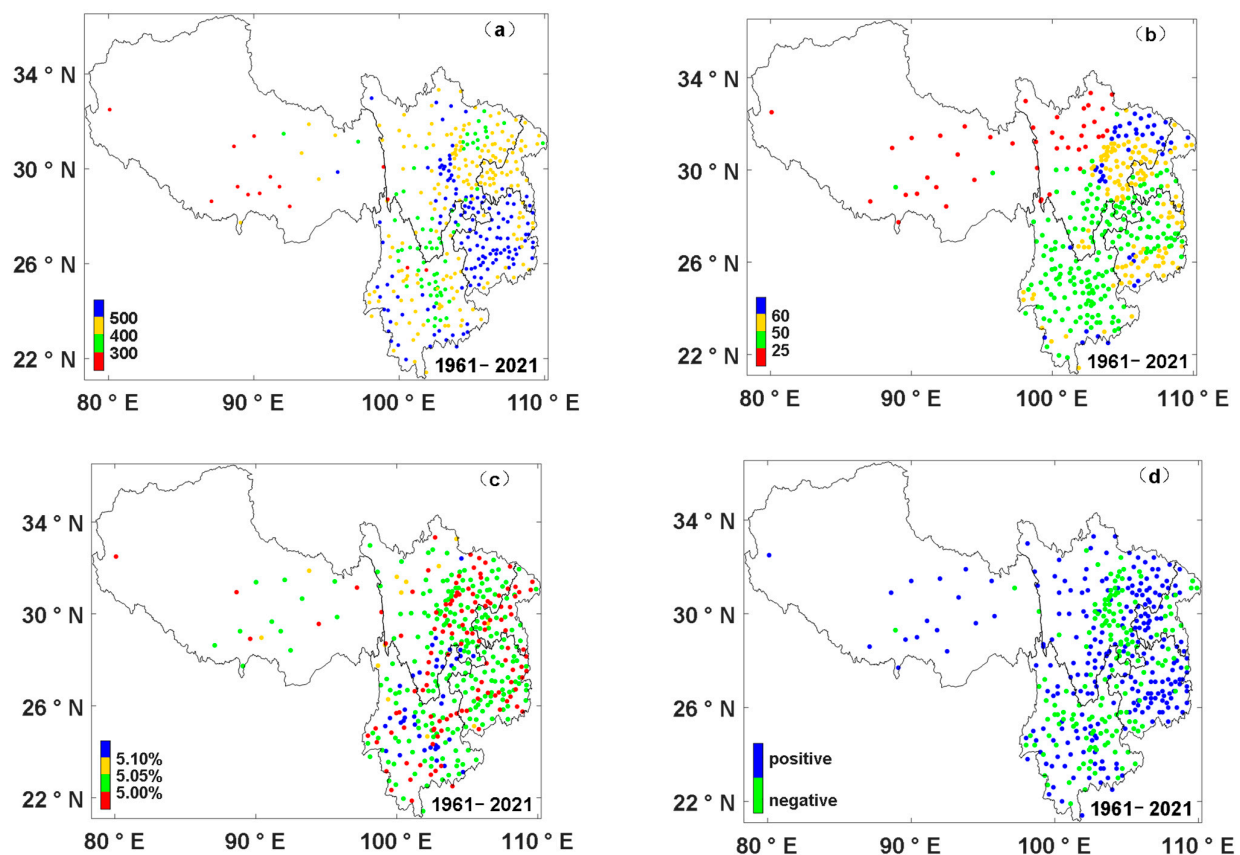 (a)
34 ° N
30 ° N
26 ° N
22 ° N
500
400
300
1961− 2021
80 ° E 90 ° E 100 ° E 110 ° E
(b)
34 ° N
30 ° N
26 ° N
22 ° N
60
50
25
1961− 2021
80 ° E 90 ° E 100 ° E 110 ° E
(c)
34 ° N
30 ° N
26 ° N
22 ° N
5.10%
5.05%
5.00%
1961− 2021
80 ° E 90 ° E 100 ° E 110 ° E
(d)
34 ° N
30 ° N
26 ° N
22 ° N
positive
negative
1961− 2021
80 ° E 90 ° E 100 ° E 110 ° E